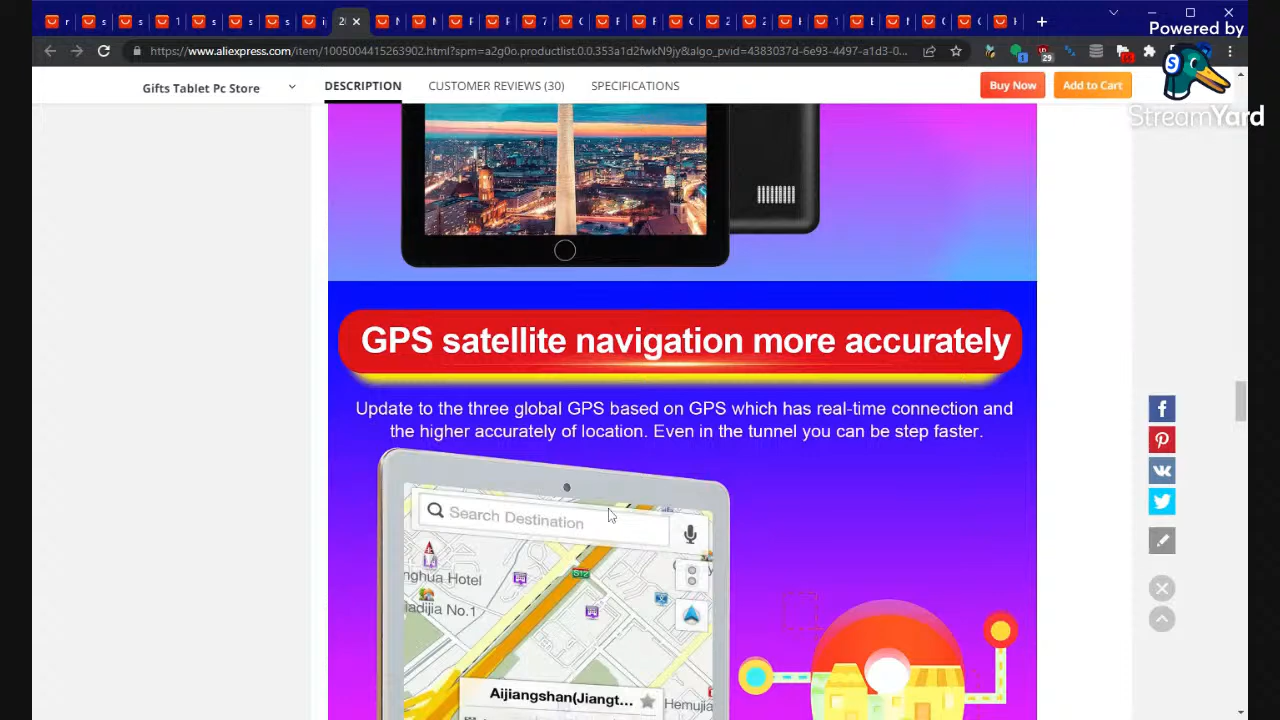 Powered by
StreamYard
https://www.aliexpress.com/item/1005004415263902.html?spm=a2g0o.productlist.0.0.353a1d2fwkN9jy&algo_pvid=4383037d-6e93-4497-a1d3-0...
29
Gifts Tablet Pc Store
DESCRIPTION
CUSTOMER REVIEWS (30)
SPECIFICATIONS
Buy Now
Add to Cart
GPS satellite navigation more accurately
Update to the three global GPS based on GPS which has real-time connection and
the higher accurately of location. Even in the tunnel you can be step faster.
Search Destination
nghua Hotel
iadijia No.1
Aijiangshan(Jiangt...
Hemujia